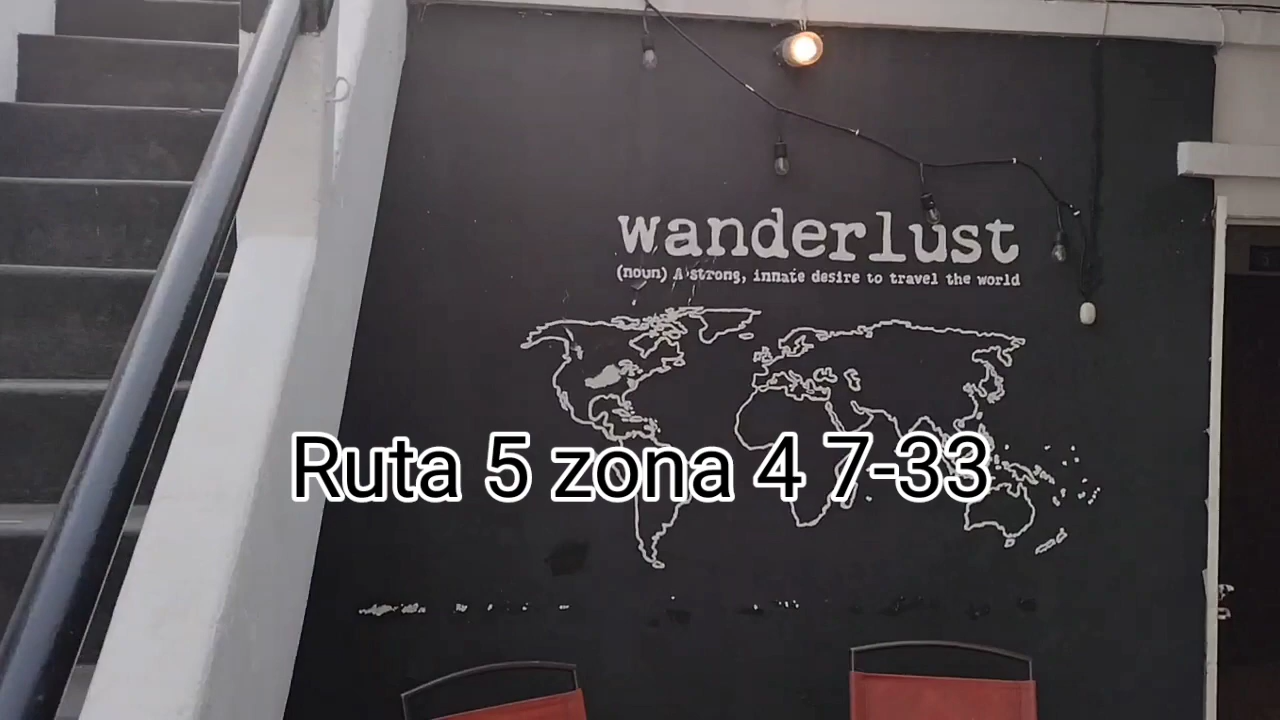 wanderlust
(noun) A strong, innate desire to travel the world
Ruta 5 zona 4 7-33